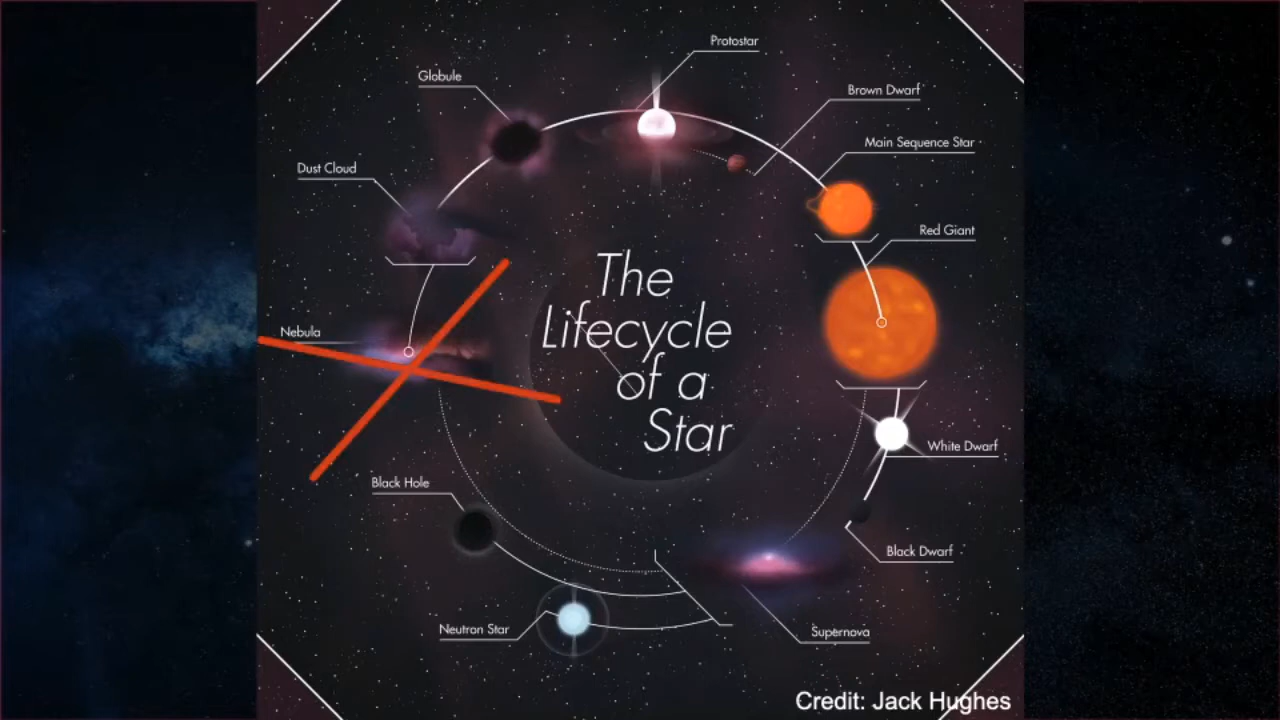 Protostar
Globule
Brown Dwarf
Main Sequence Star
Dust Cloud
Red Giant
The
Lifecycle
of a
Star
Nebula
White Dwarf
Black Hole
Black Dwarf
Neutron Star
Supernova
Credit: Jack Hughes